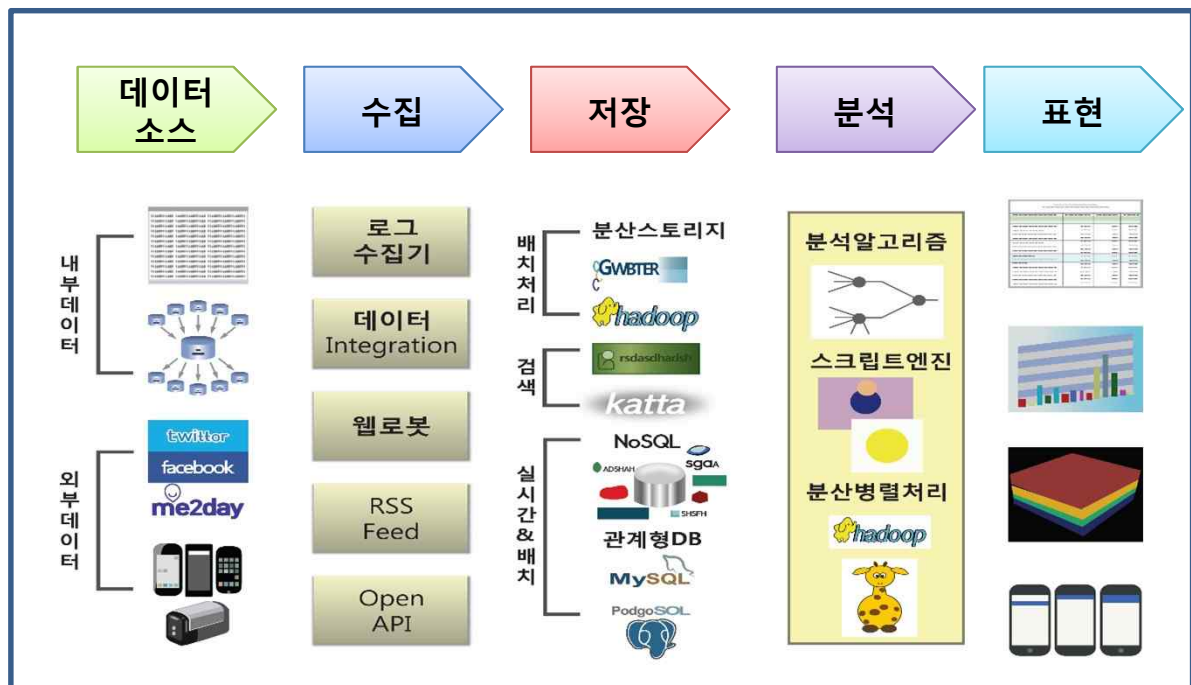 데이터
소스
수집
저장
분석
표현
내부데이터
외부데이터
twittor
facebook
me2day
로그
수집기
데이터
Integration
웹로봇
RSS
Feed
Open
API
배치처리
분산스토리지
GWBTER
C
C
hadoop
검색
rsdasdhadsh
katta
실시간&배치
NoSQL
ADSHAH
sgaA
SHSFH
관계형DB
MySQL
PodgoSOL
분석알고리즘
스크립트엔진
분산병렬처리
hadoop